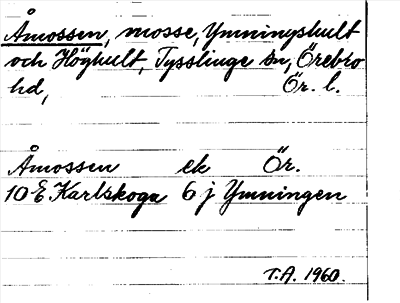 Åmossen, mosse, Ymningshult
och Höghult, Tysslinge sn, Örebro
hd, Ör. l.
Åmossen ek Ör.
10 E Karlskoga 6 j Ymningen
T.A. 1960.